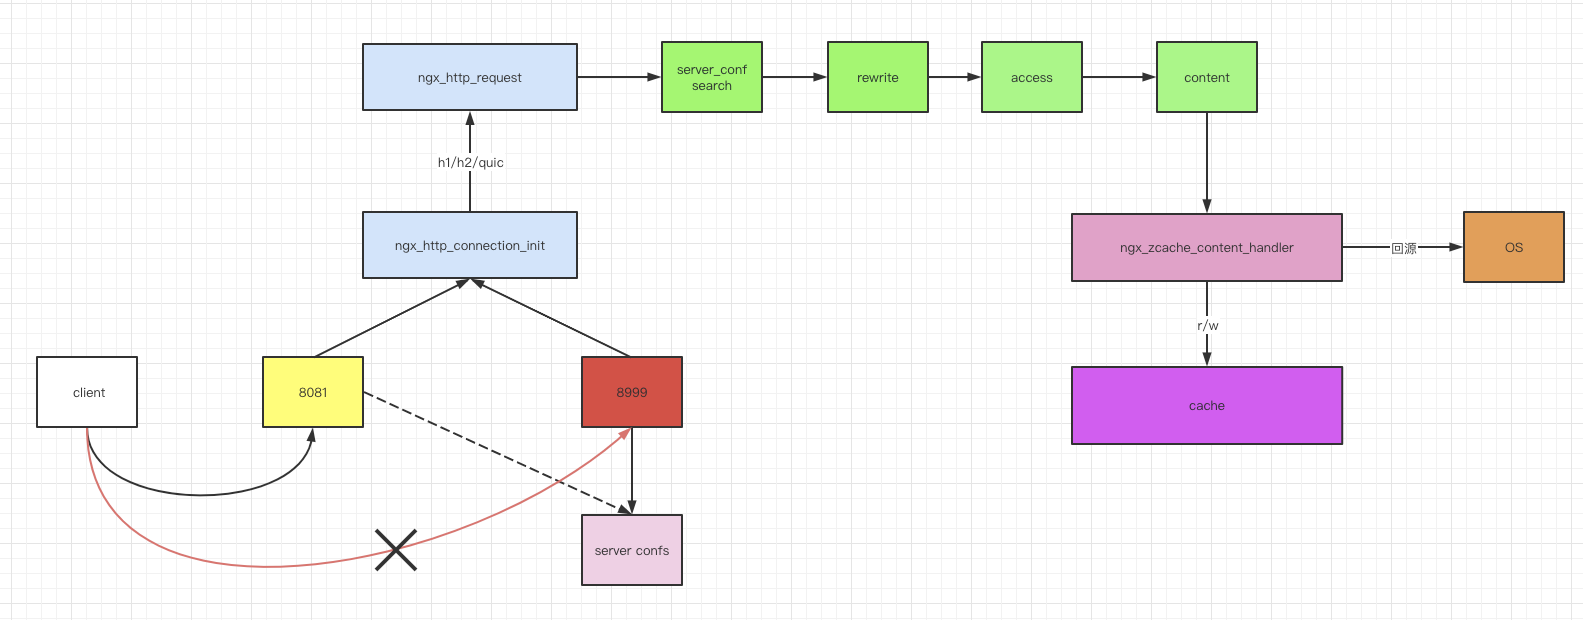 ngx_http_request
server_conf
search
rewrite
access
content
h1/h2/quic
ngx_http_connection_init
ngx_zcache_content_handler
回源
OS
r/w
client
8081
8999
cache
server confs